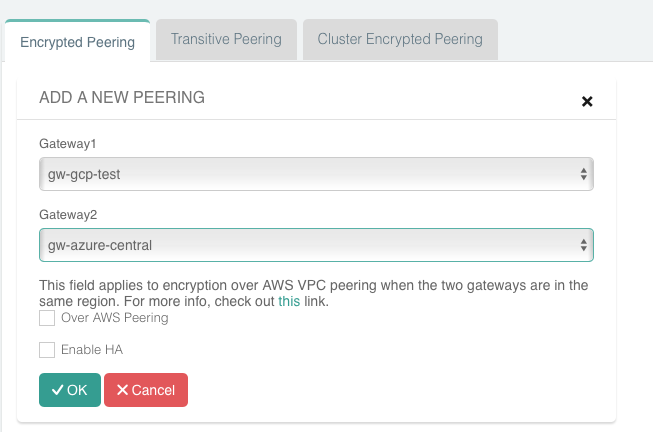 Encrypted Peering
Transitive Peering
Cluster Encrypted Peering
ADD A NEW PEERING
Gateway1
gw-gcp-test
Gateway2
gw-azure-central
This field applies to encryption over AWS VPC peering when the two gateways are in the
same region. For more info, check out this link.
Over AWS Peering
Enable HA
OK
Cancel